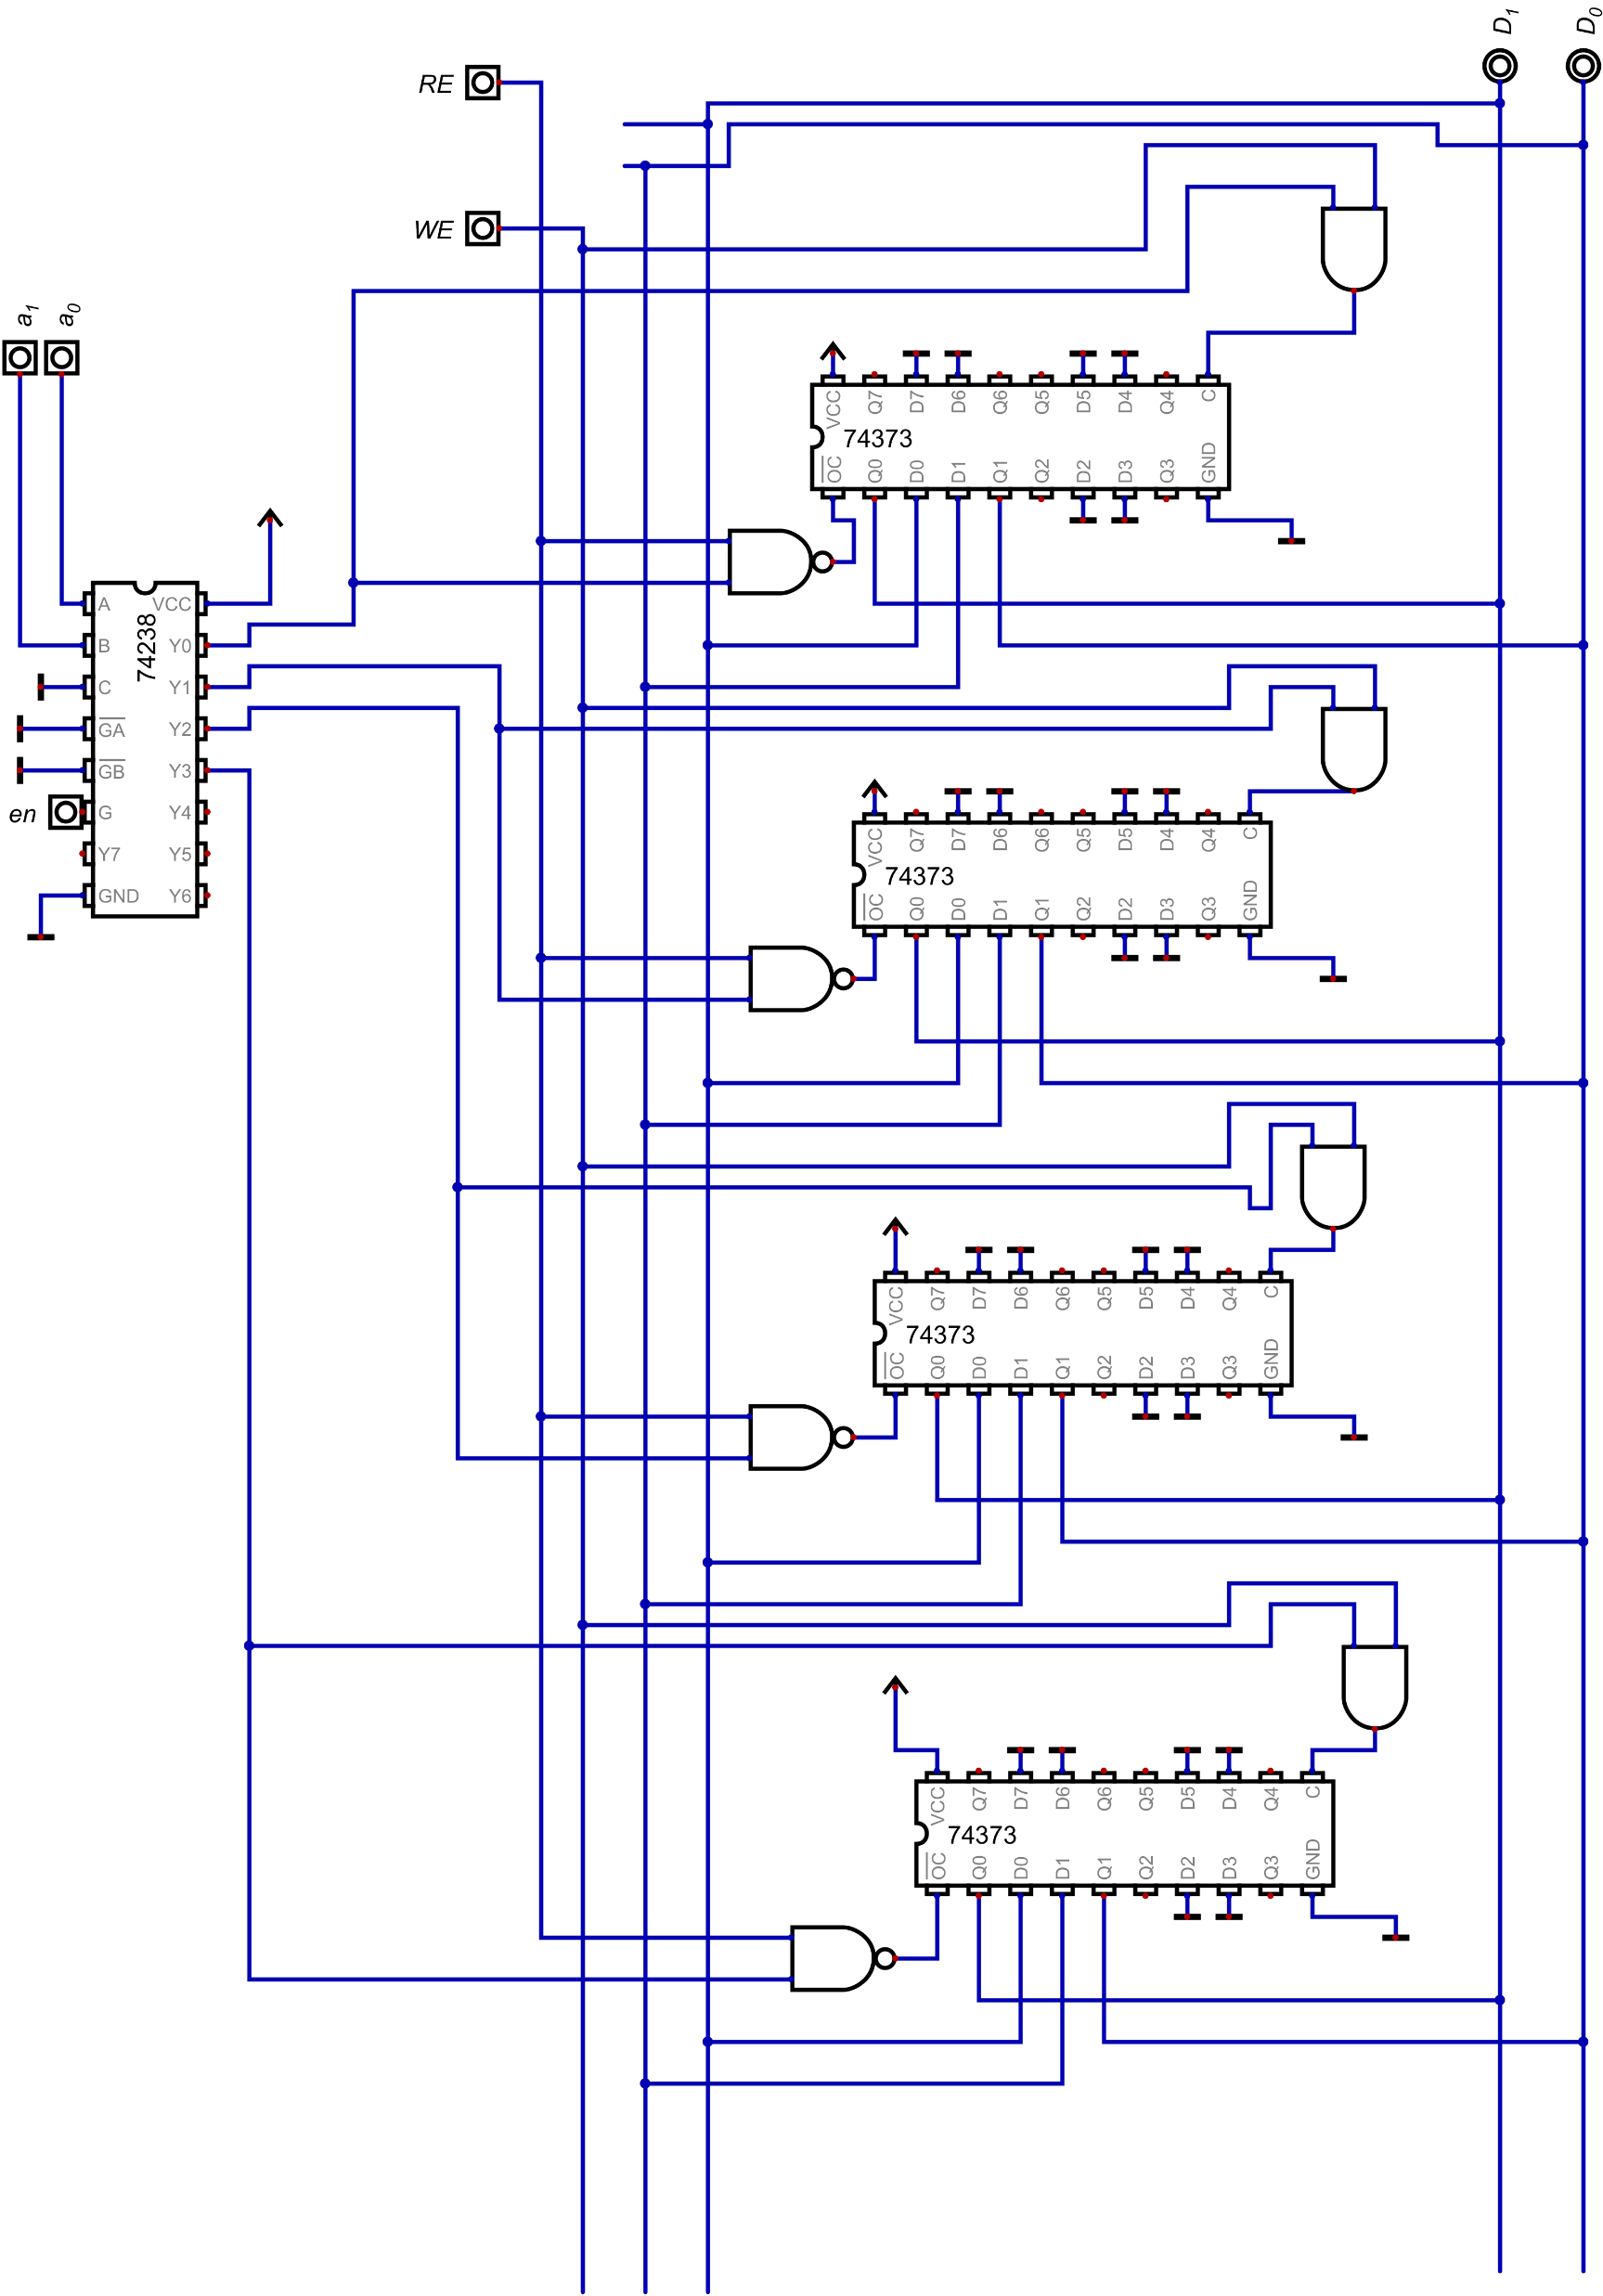 D1 D0
RE
WE
a1 a0
VCC Q7 D7 D6 Q6 Q5 D5 D4 Q4 C
74373
OC Q0 D0 D1 Q1 Q2 D2 D3 Q3 GND
A VCC
B Y0
C Y1
GA Y2
GB Y3
en G Y4
Y7 Y5
GND Y6
74238
VCC Q7 D7 D6 Q6 Q5 D5 D4 Q4 C
74373
OC Q0 D0 D1 Q1 Q2 D2 D3 Q3 GND
VCC Q7 D7 D6 Q6 Q5 D5 D4 Q4 C
74373
OC Q0 D0 D1 Q1 Q2 D2 D3 Q3 GND
VCC Q7 D7 D6 Q6 Q5 D5 D4 Q4 C
74373
OC Q0 D0 D1 Q1 Q2 D2 D3 Q3 GND